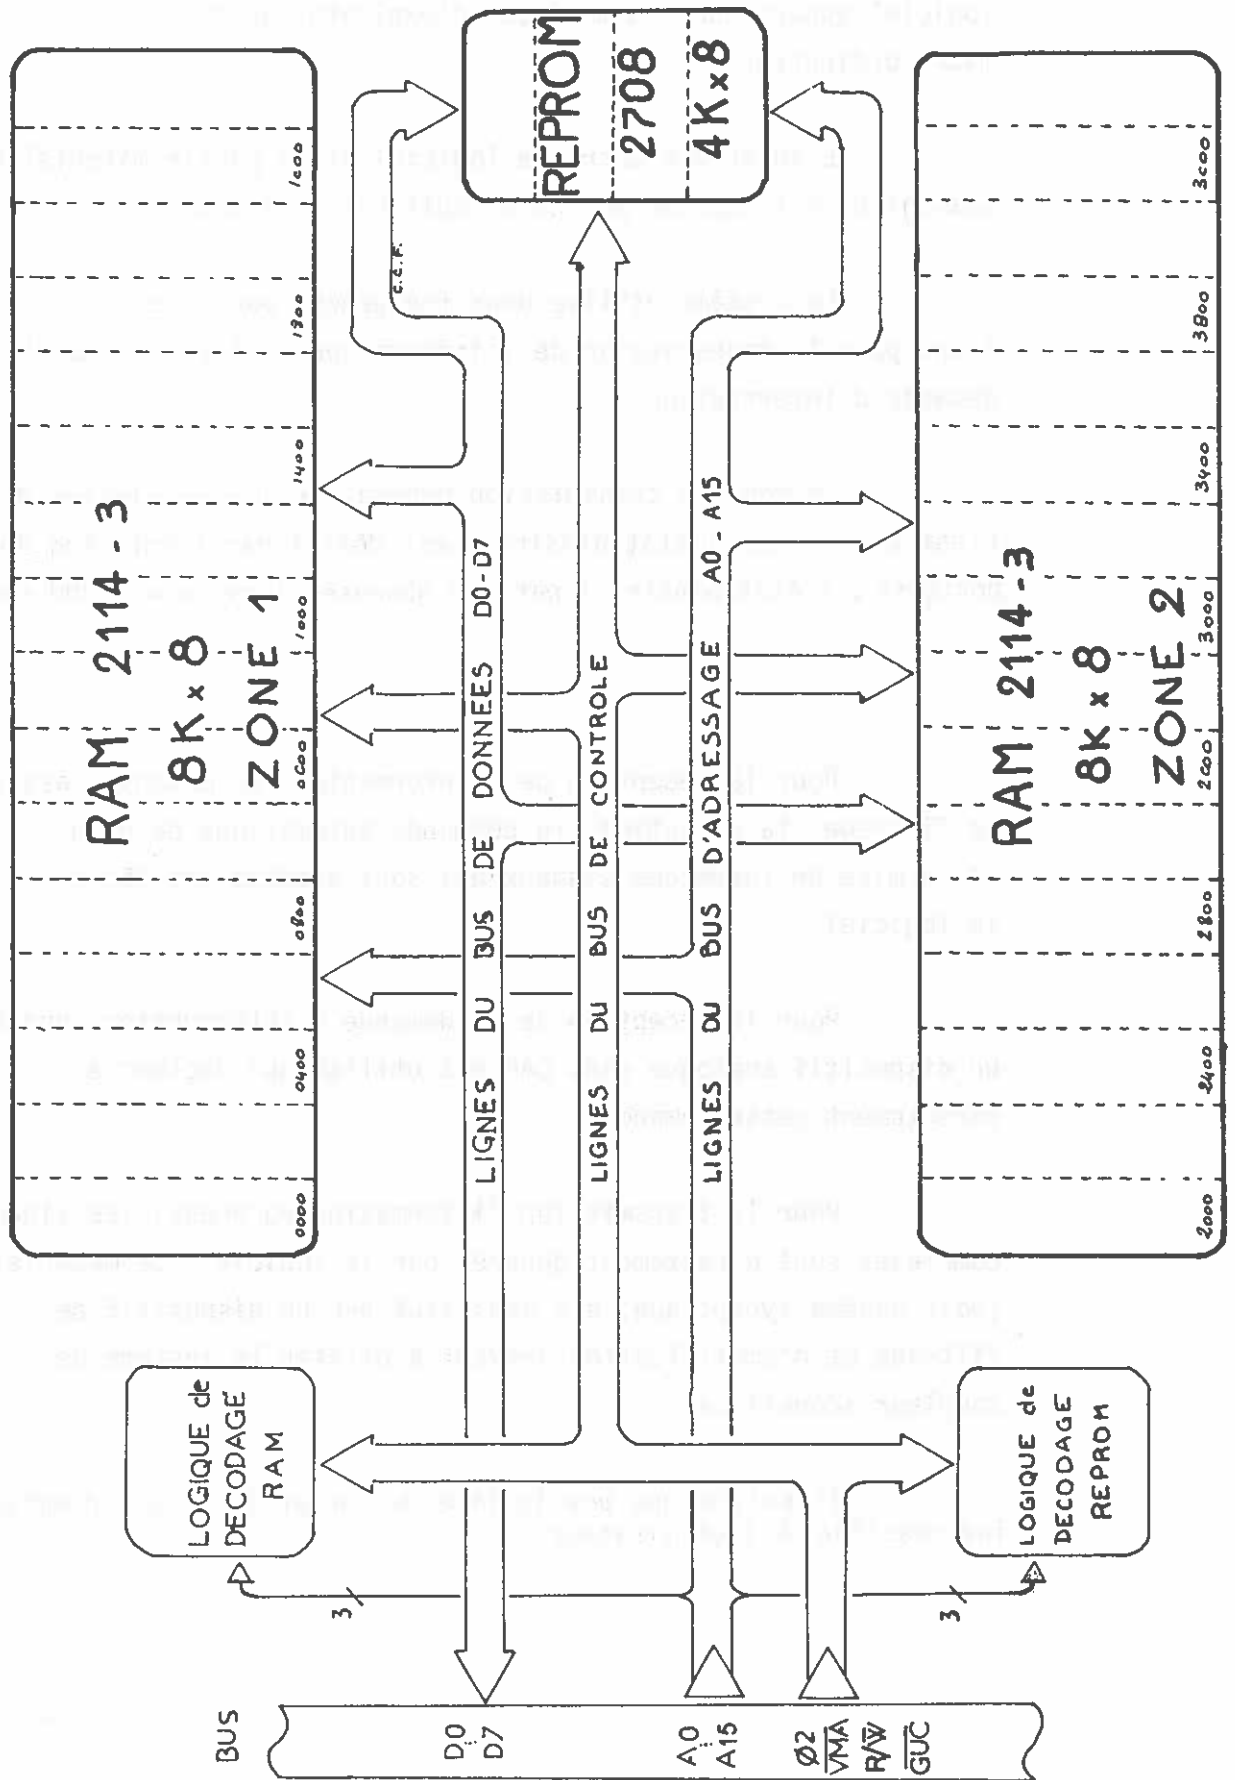 RAM 2114-3
8K x 8
ZONE 1
0000 0400 0800 0C00 1000 1400 1800 1C00
LOGIQUE de
DECODAGE
RAM
3
BUS
C.C.F.
D0
D7
LIGNES DU BUS DE DONNEES D0-D7
REPROM
2708
4K x 8
LIGNES DU BUS DE CONTROLE
A0
A15
LIGNES DU BUS D'ADRESSAGE A0-A15
Ø2
V̅M̅A̅
R/W̅
G̅U̅C̅
3
LOGIQUE de
DECODAGE
REPROM
RAM 2114-3
8K x 8
ZONE 2
2000 2400 2800 2C00 3000 3400 3800 3C00